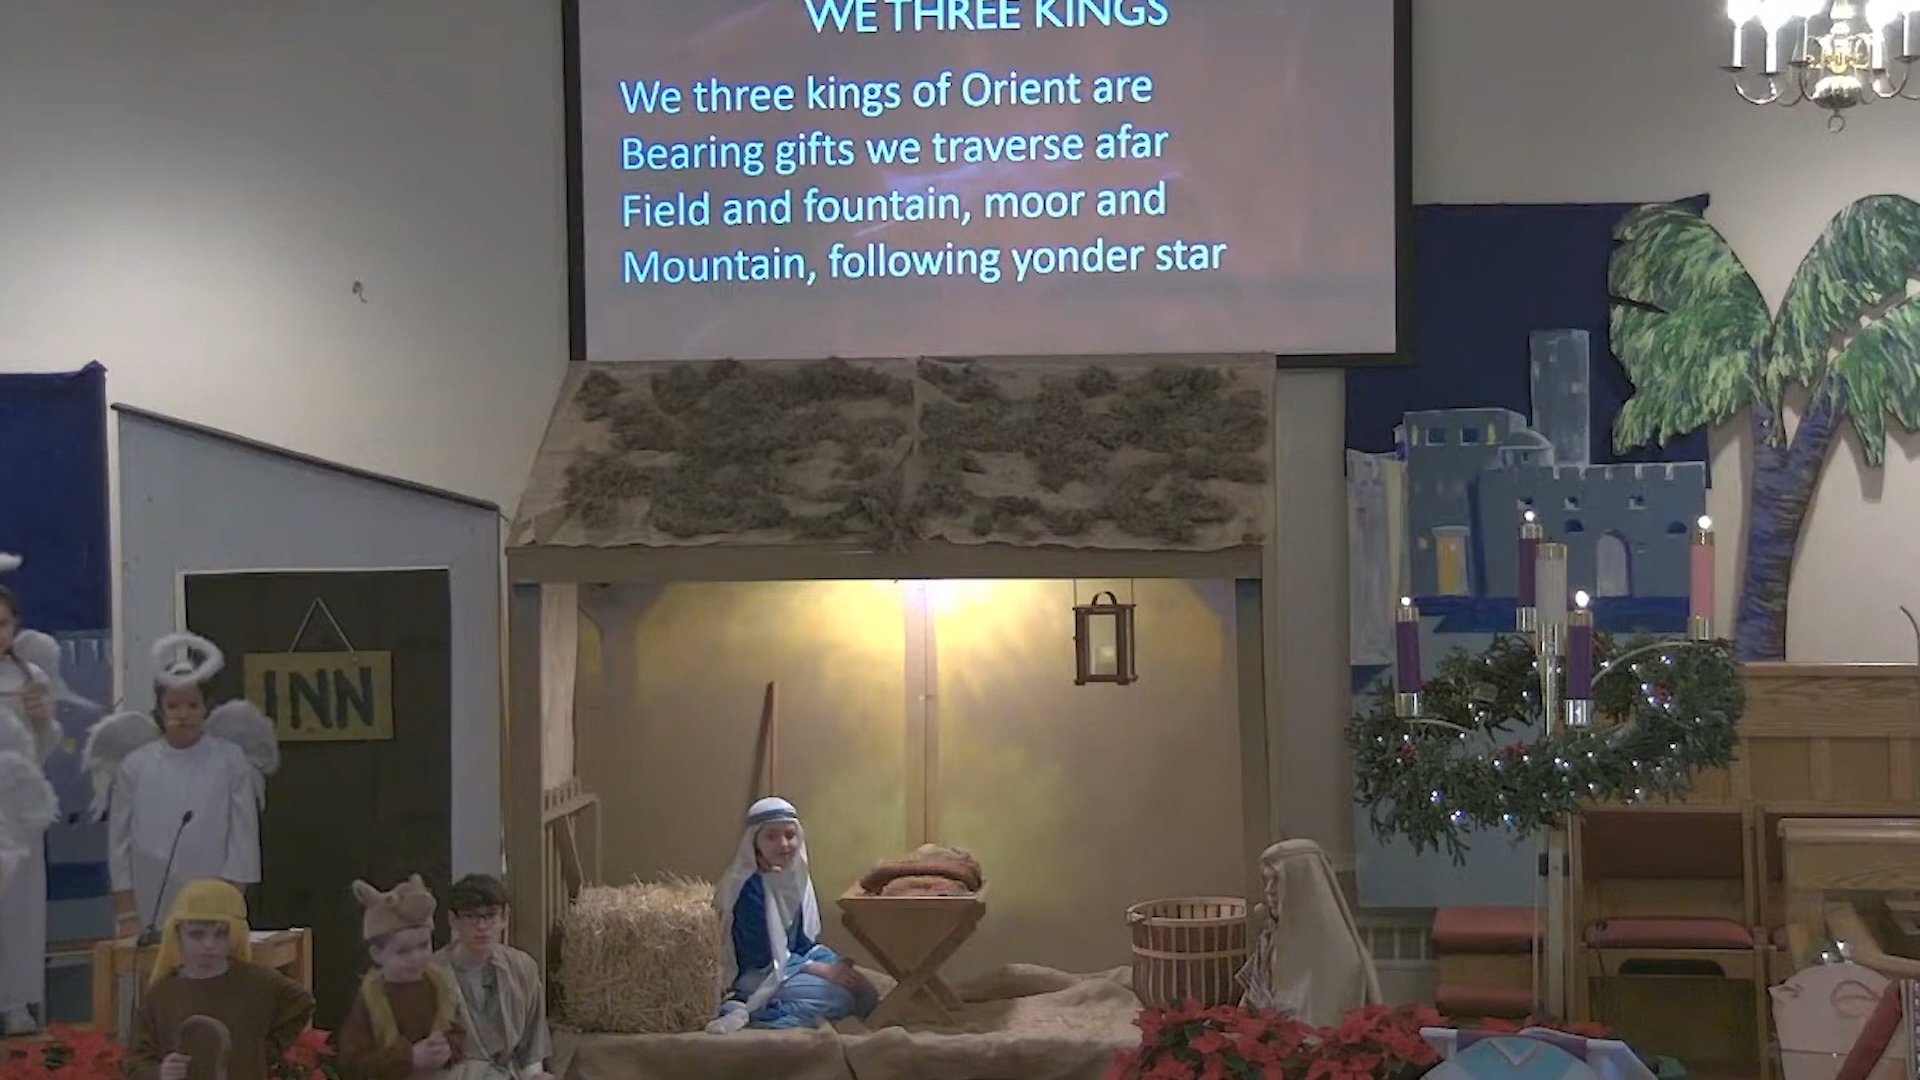 WE THREE KINGS
We three kings of Orient are
Bearing gifts we traverse afar
Field and fountain, moor and
Mountain, following yonder star
INN